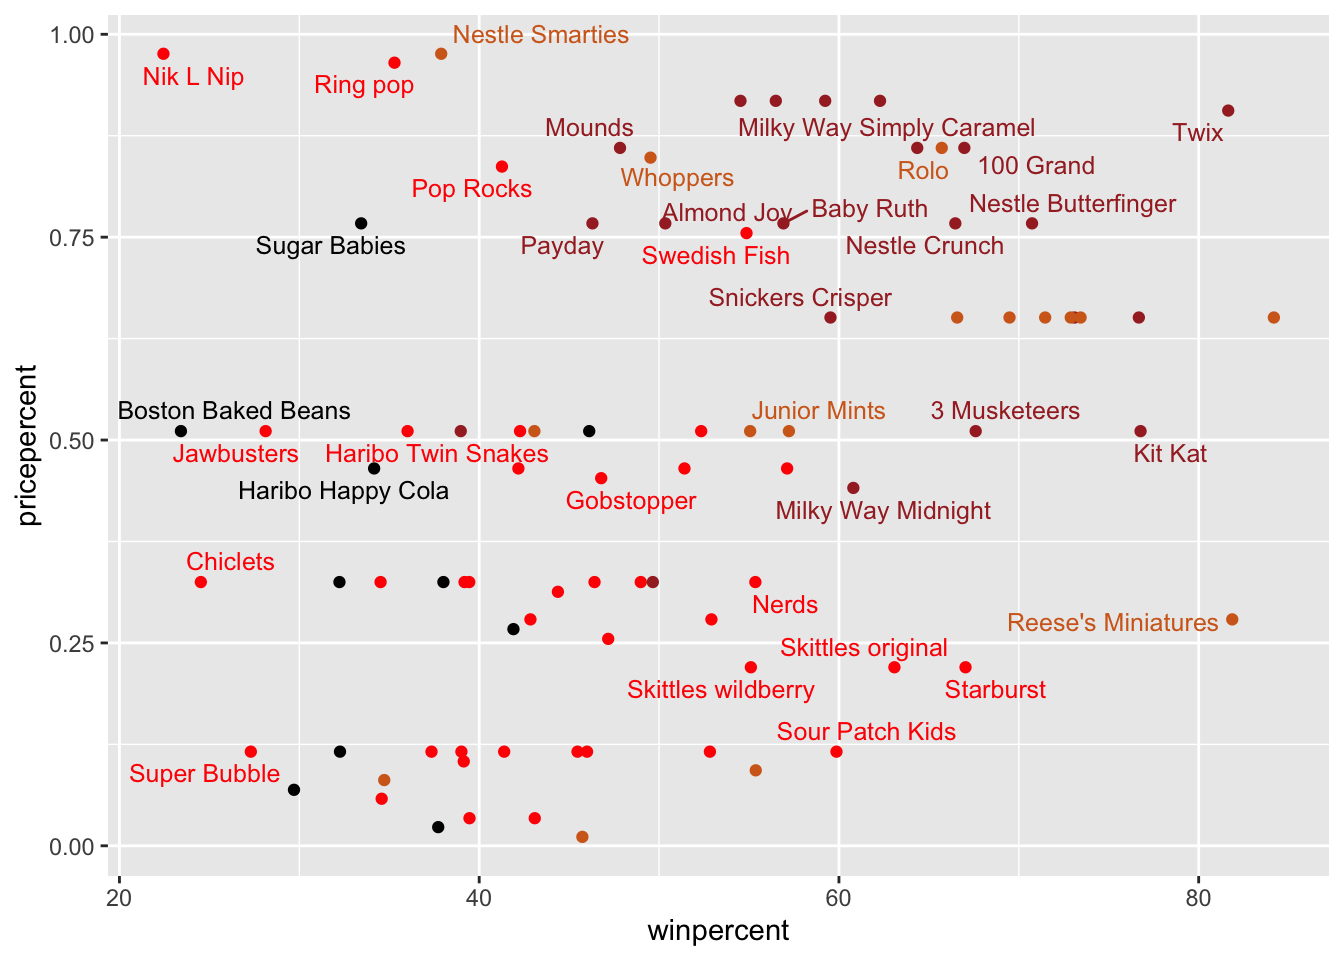 1.00
Nestle Smarties
Nik L Nip
Ring pop
Mounds
Milky Way Simply Caramel
Twix
Whoppers
Rolo
100 Grand
Pop Rocks
Almond Joy
Baby Ruth
Nestle Butterfinger
0.75
Sugar Babies
Payday
Swedish Fish
Nestle Crunch
Snickers Crisper
pricepercent
Boston Baked Beans
Junior Mints
3 Musketeers
0.50
Jawbusters
Haribo Twin Snakes
Kit Kat
Haribo Happy Cola
Gobstopper
Milky Way Midnight
Chiclets
Nerds
Reese's Miniatures
0.25
Skittles original
Skittles wildberry
Starburst
Sour Patch Kids
Super Bubble
0.00
20
40
60
80
winpercent